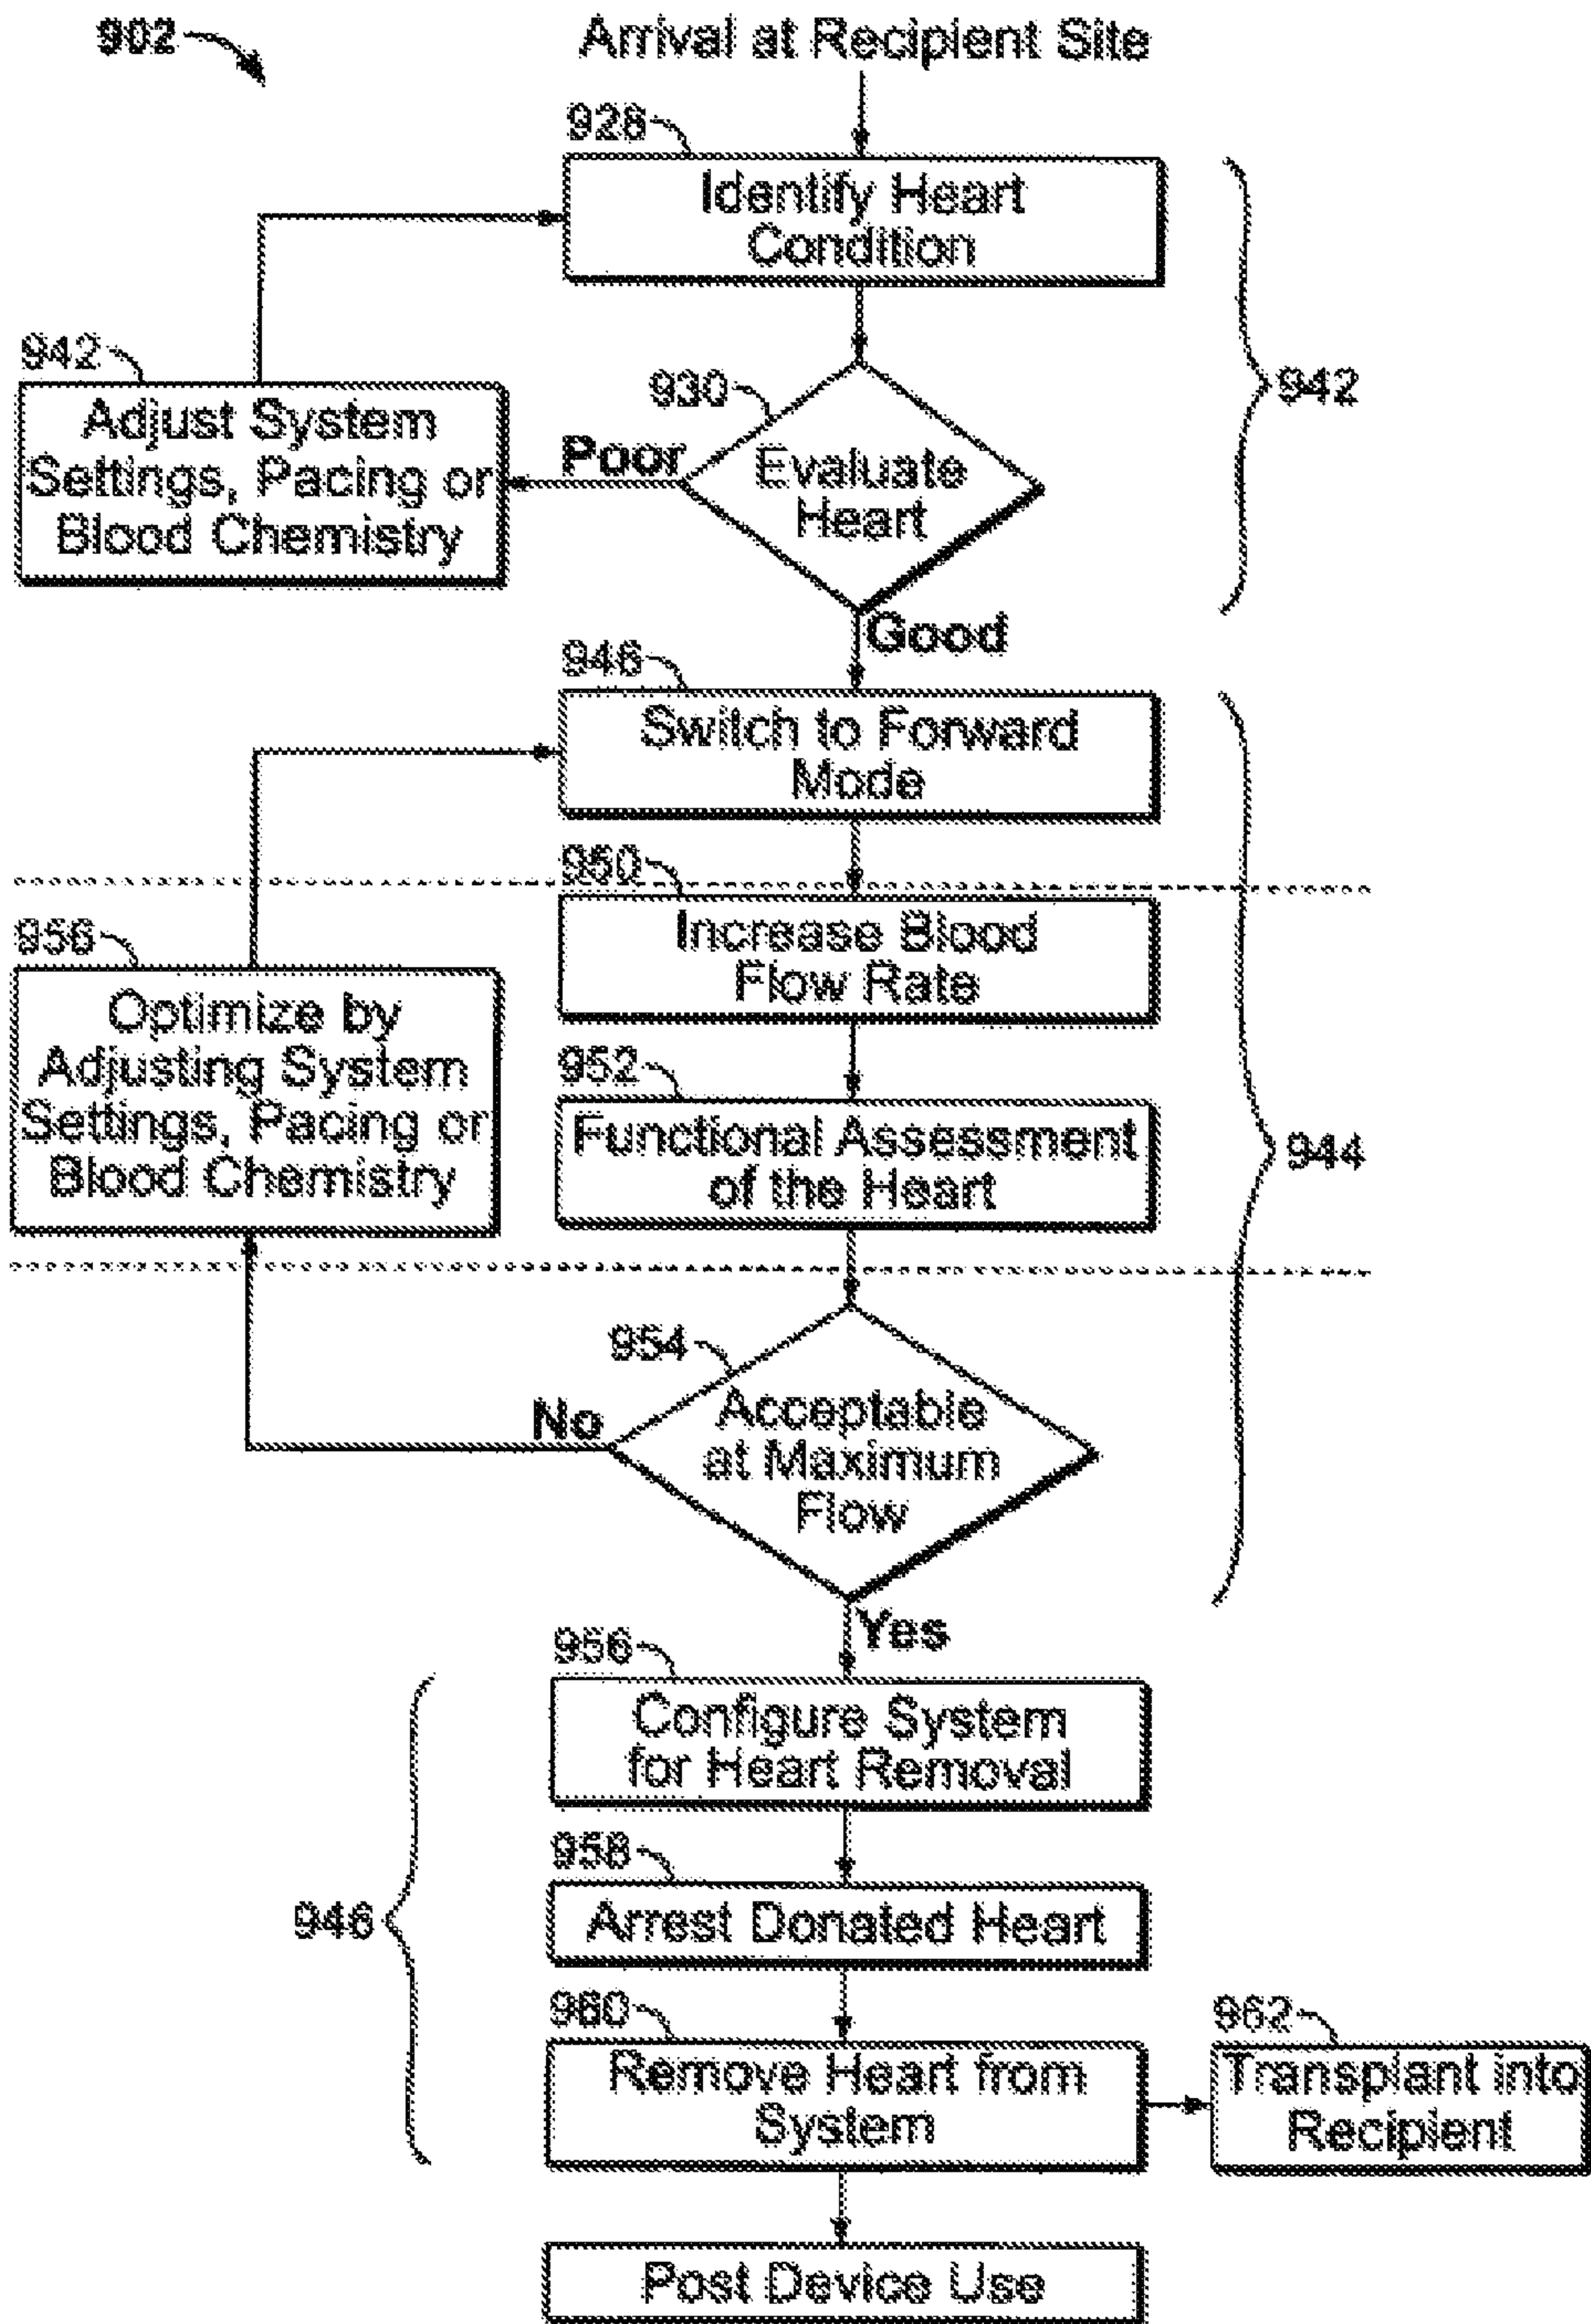 902
Arrival at Recipient Site
928
Identify Heart
Condition
942
Adjust System
Settings, Pacing or
Blood Chemistry
930
Poor
Evaluate
Heart
942
Good
946
Switch to Forward
Mode
950
Increase Blood
Flow Rate
956
Optimize by
Adjusting System
Settings, Pacing or
Blood Chemistry
952
Functional Assessment
of the Heart
944
954
No
Acceptable
at Maximum
Flow
Yes
956
Configure System
for Heart Removal
958
946
Arrest Donated Heart
960
Remove Heart from
System
962
Transplant into
Recipient
Post Device Use